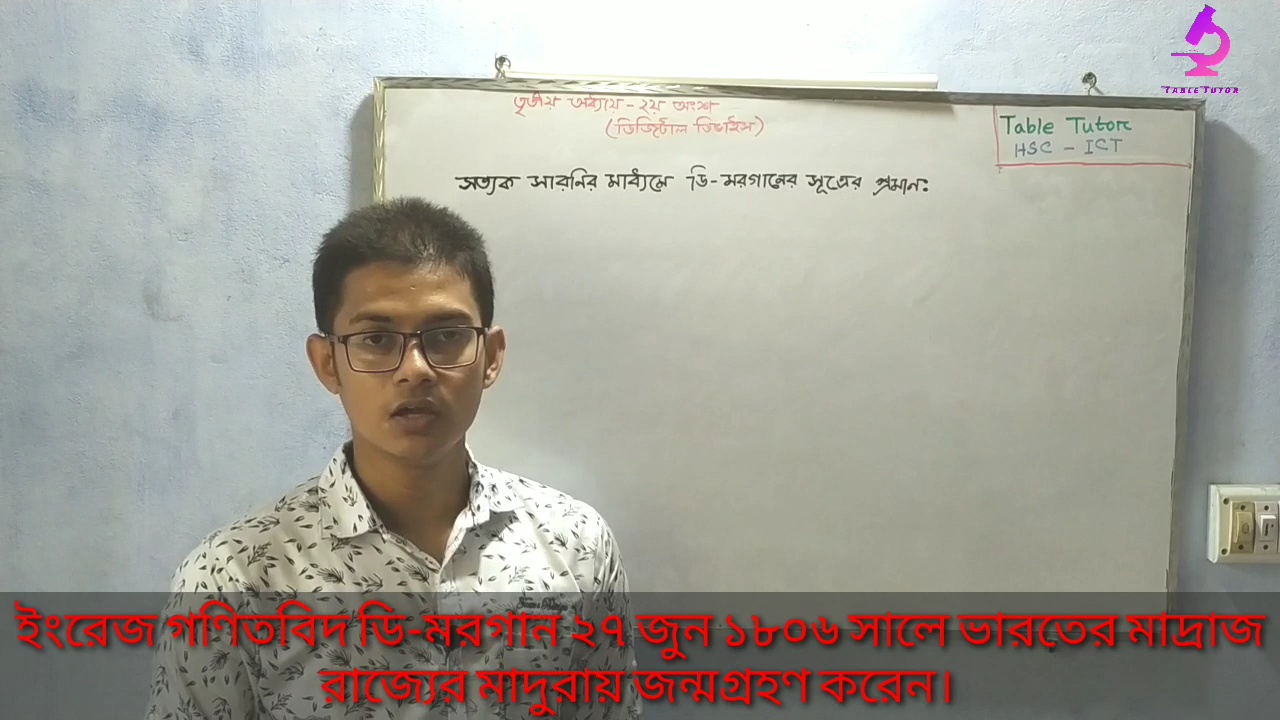 TABLE TUTOR
তৃতীয় অধ্যায় - ২য় অংশ
(ডিজিটাল ডিভাইস)
Table Tutor
HSC - ICT
সত্যক সারনির মাধ্যমে ডি-মরগানের সূত্রের প্রমান:
ইংরেজ গণিতবিদ ডি-মরগান ২৭ জুন ১৮০৬ সালে ভারতের মাদ্রাজ
রাজ্যের মাদুরায় জন্মগ্রহণ করেন।